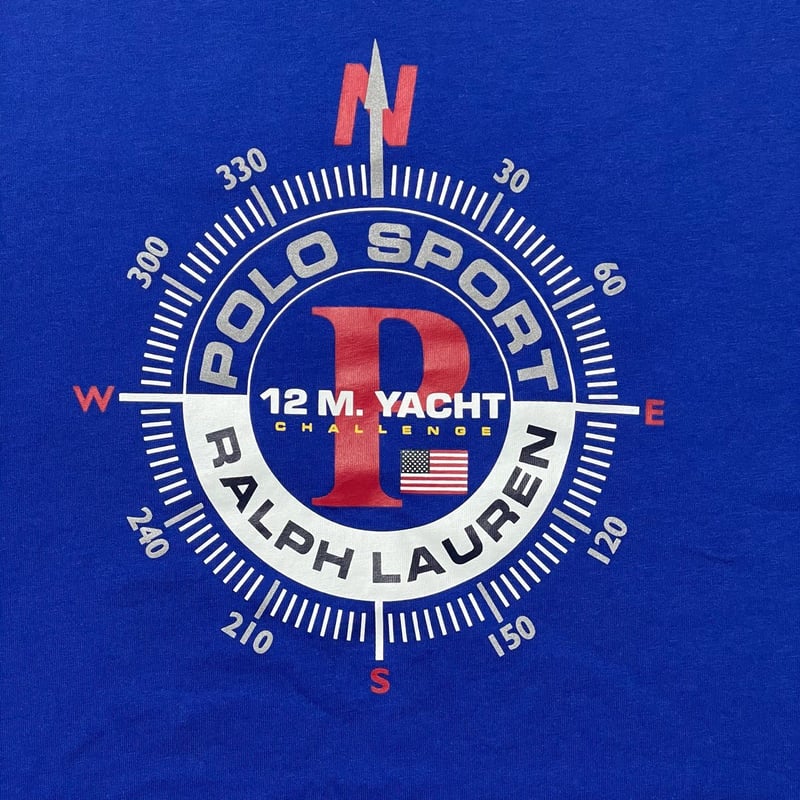 N
330
30
300
60
POLO SPORT
P
W
12 M. YACHT
E
CHALLENGE
RALPH LAUREN
240
120
210
150
S